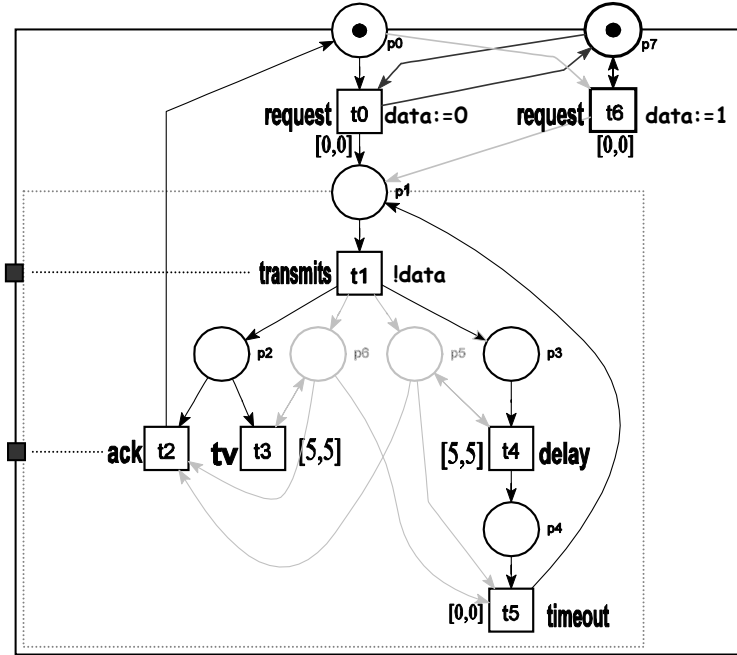 p0
p7
request t0 data:=0
request t6 data:=1
[0,0]
[0,0]
p1
transmits t1 !data
p2
p6
p5
p3
ack t2
tv t3 [5,5]
[5,5] t4 delay
p4
[0,0] t5 timeout